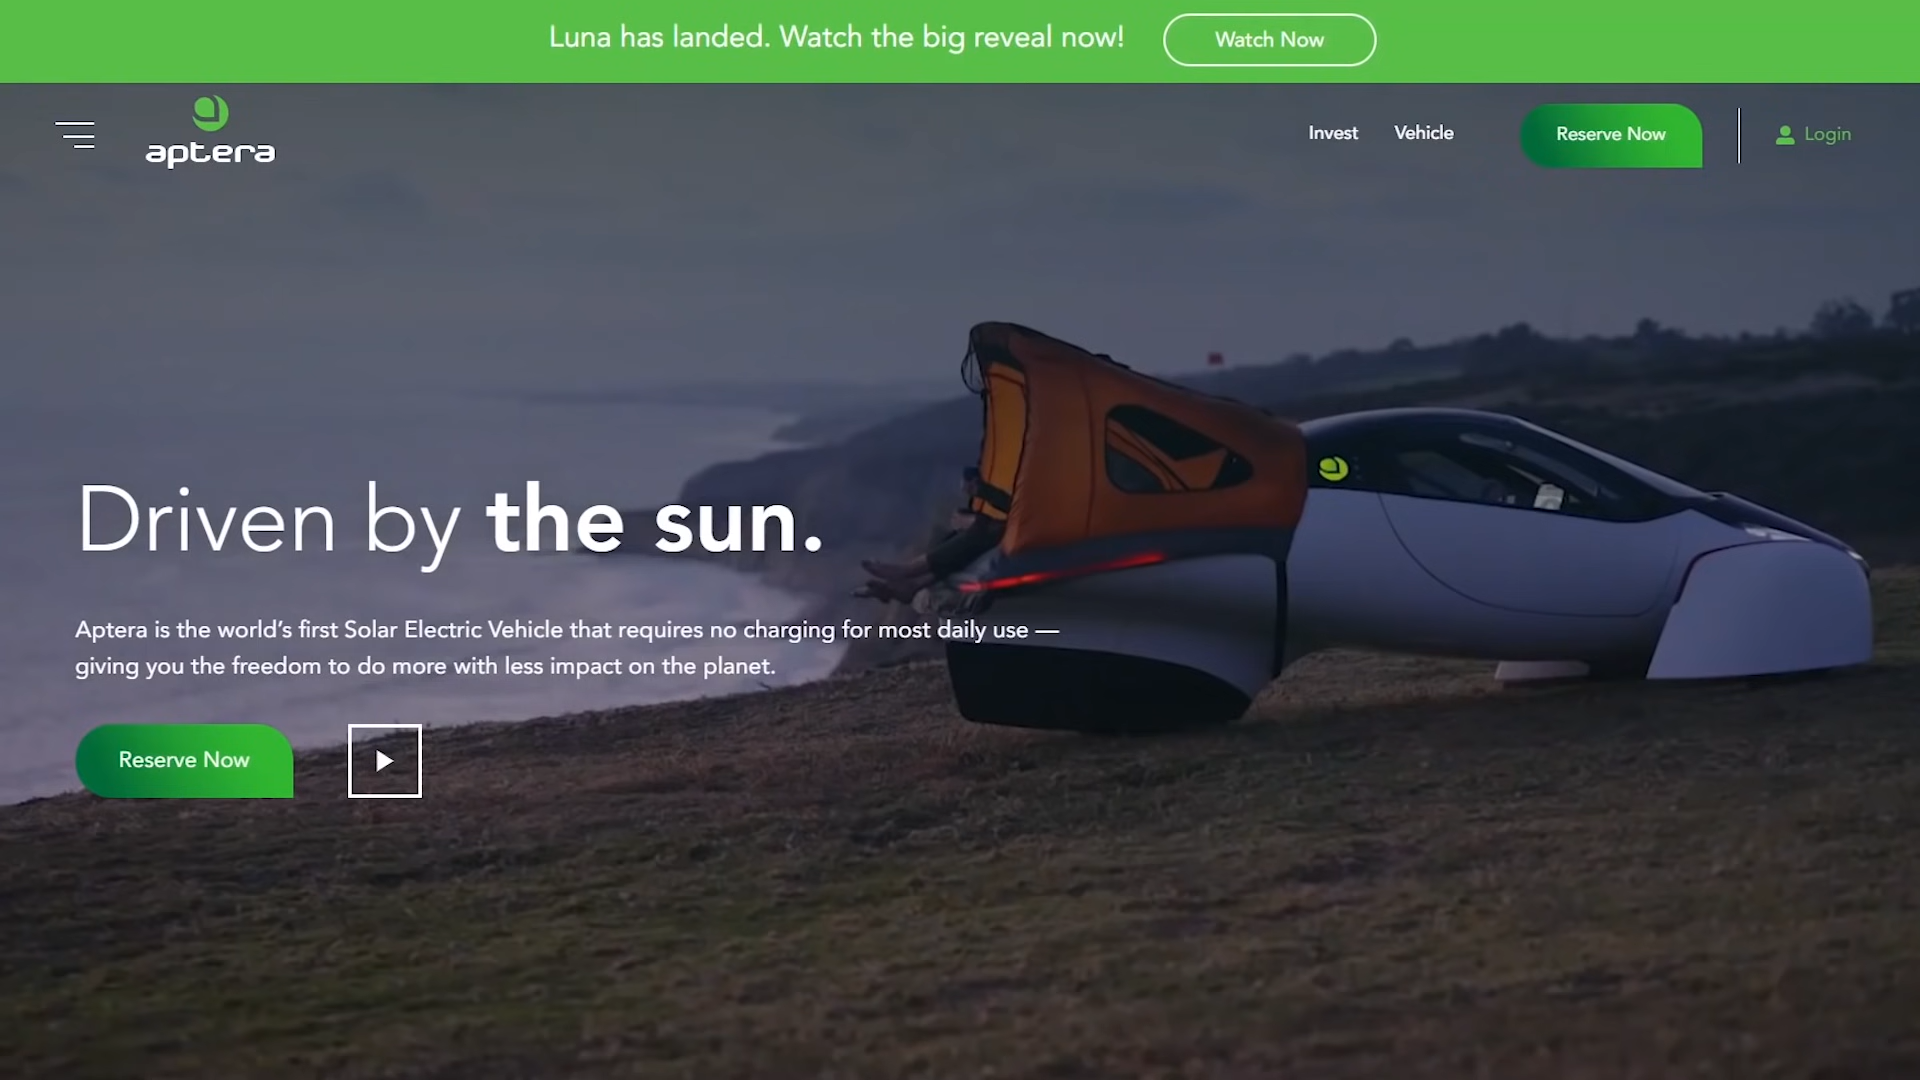 Luna has landed. Watch the big reveal now!
Watch Now
aptera
Invest
Vehicle
Reserve Now
Login
Driven by the sun.
Aptera is the world’s first Solar Electric Vehicle that requires no charging for most daily use —
giving you the freedom to do more with less impact on the planet.
Reserve Now